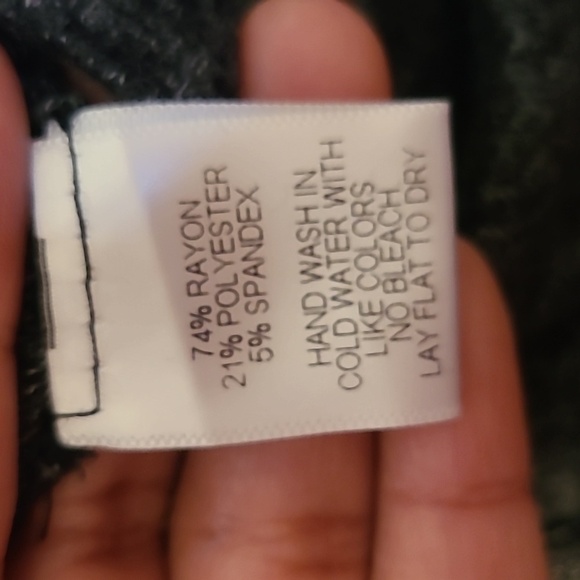 74% RAYON
21% POLYESTER
5% SPANDEX
HAND WASH IN
COLD WATER WITH
LIKE COLORS
NO BLEACH
LAY FLAT TO DRY